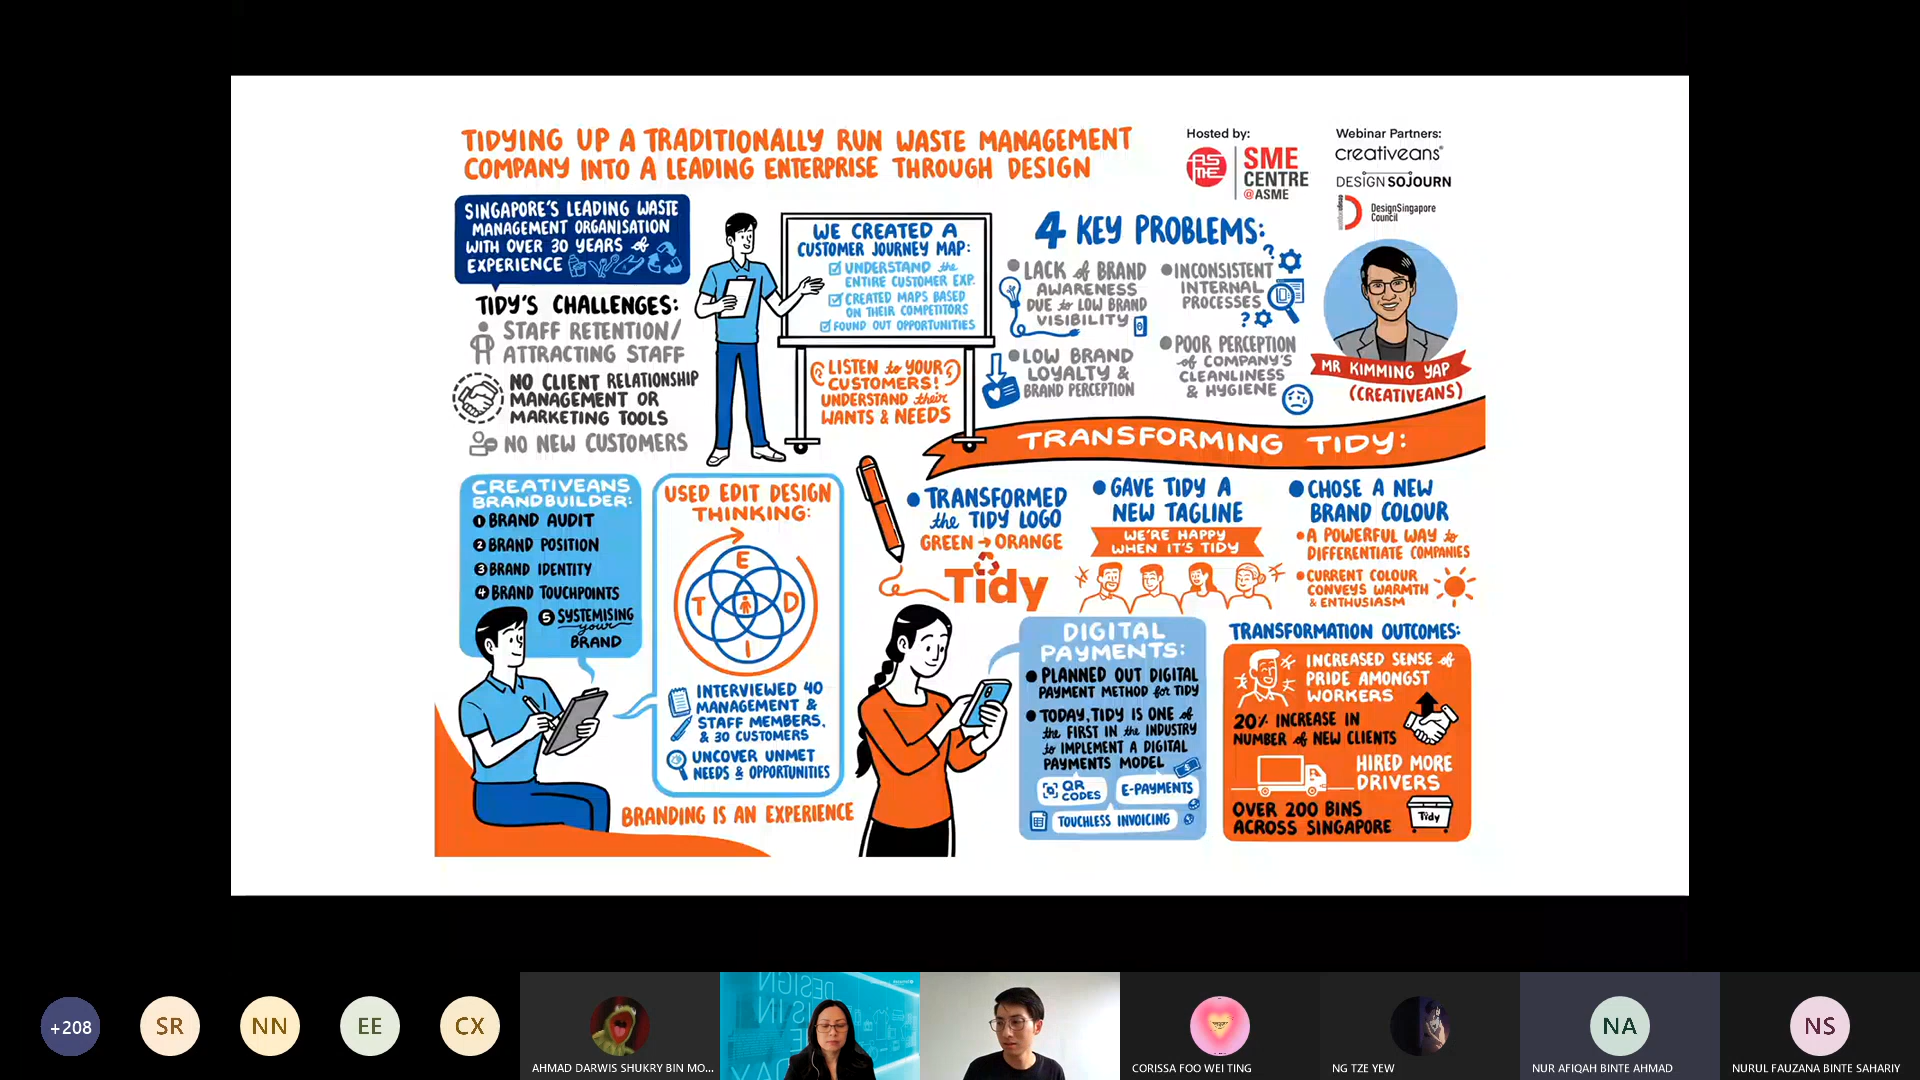 TIDYING UP A TRADITIONALLY RUN WASTE MANAGEMENT
COMPANY INTO A LEADING ENTERPRISE THROUGH DESIGN
Hosted by:
SME
CENTRE
@ASME
Webinar Partners:
creativeans
DESIGN SOJOURN
DesignSingapore
Council
SINGAPORE'S LEADING WASTE
MANAGEMENT ORGANISATION
WITH OVER 30 YEARS of
EXPERIENCE
TIDY'S CHALLENGES:
STAFF RETENTION/
ATTRACTING STAFF
NO CLIENT RELATIONSHIP
MANAGEMENT OR
MARKETING TOOLS
NO NEW CUSTOMERS
WE CREATED A
CUSTOMER JOURNEY MAP:
UNDERSTAND the
ENTIRE CUSTOMER EXP.
CREATED MAPS BASED
ON THEIR COMPETITORS
FOUND OUT OPPORTUNITIES
LISTEN to YOUR
CUSTOMERS!
UNDERSTAND their
WANTS & NEEDS
4 KEY PROBLEMS:
LACK of BRAND
AWARENESS
DUE to LOW BRAND
VISIBILITY
INCONSISTENT
INTERNAL
PROCESSES
LOW BRAND
LOYALTY &
BRAND PERCEPTION
POOR PERCEPTION
of COMPANY'S
CLEANLINESS
& HYGIENE
MR KIMMING YAP
(CREATIVEANS)
TRANSFORMING TIDY:
CREATIVEANS
BRANDBUILDER:
1 BRAND AUDIT
2 BRAND POSITION
3 BRAND IDENTITY
4 BRAND TOUCHPOINTS
5 SYSTEMISING
your
BRAND
USED EDIT DESIGN
THINKING:
E
T D
I
INTERVIEWED 40
MANAGEMENT &
STAFF MEMBERS,
& 30 CUSTOMERS
UNCOVER UNMET
NEEDS & OPPORTUNITIES
BRANDING IS AN EXPERIENCE
TRANSFORMED
the TIDY LOGO
GREEN → ORANGE
Tidy
GAVE TIDY A
NEW TAGLINE
WE'RE HAPPY
WHEN IT'S TIDY
CHOSE A NEW
BRAND COLOUR
A POWERFUL WAY to
DIFFERENTIATE COMPANIES
CURRENT COLOUR
CONVEYS WARMTH
& ENTHUSIASM
DIGITAL
PAYMENTS:
PLANNED OUT DIGITAL
PAYMENT METHOD for TIDY
TODAY, TIDY IS ONE of
the FIRST IN the INDUSTRY
to IMPLEMENT A DIGITAL
PAYMENTS MODEL
QR
CODES
E-PAYMENTS
TOUCHLESS INVOICING
TRANSFORMATION OUTCOMES:
INCREASED SENSE of
PRIDE AMONGST
WORKERS
20% INCREASE IN
NUMBER of NEW CLIENTS
HIRED MORE
DRIVERS
OVER 200 BINS
ACROSS SINGAPORE
Tidy
+208
SR
NN
EE
CX
AHMAD DARWIS SHUKRY BIN MO...
CORISSA FOO WEI TING
NG TZE YEW
NA
NUR AFIQAH BINTE AHMAD
NS
NURUL FAUZANA BINTE SAHARIY